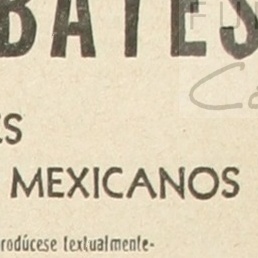 BATES
ES
MEXICANOS
rodúcese textualmente-